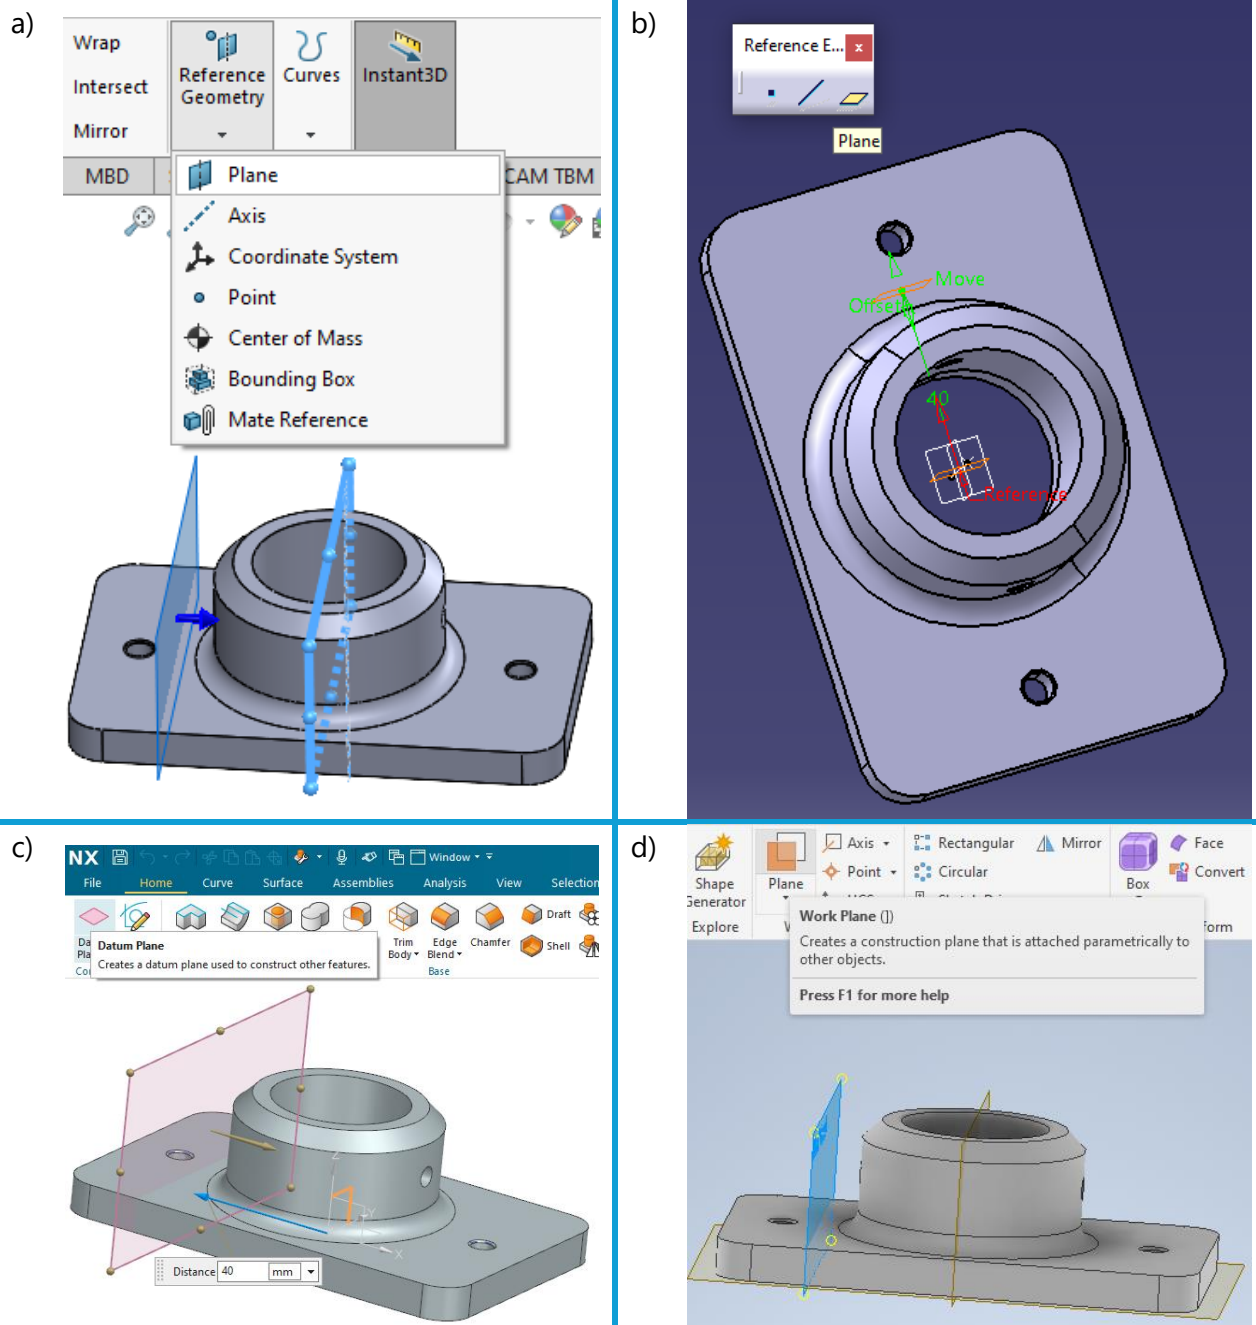 a)
Wrap
Intersect
Mirror
Reference
Geometry
Curves
Instant3D
MBD
CAM TBM
Plane
Axis
Coordinate System
Point
Center of Mass
Bounding Box
Mate Reference
b)
Reference E...
x
Plane
Move
Offset
40
Reference
c)
NX
Window
File
Home
Curve
Surface
Assemblies
Analysis
View
Selection
Draft
Shell
Trim
Body
Edge
Blend
Chamfer
Base
Datum Plane
Creates a datum plane used to construct other features.
Z
Y
X
Distance 40 mm
d)
Shape
Generator
Explore
Plane
Axis
Point
Rectangular
Circular
Mirror
Box
Face
Convert
Work Plane (])
Creates a construction plane that is attached parametrically to
other objects.
Press F1 for more help